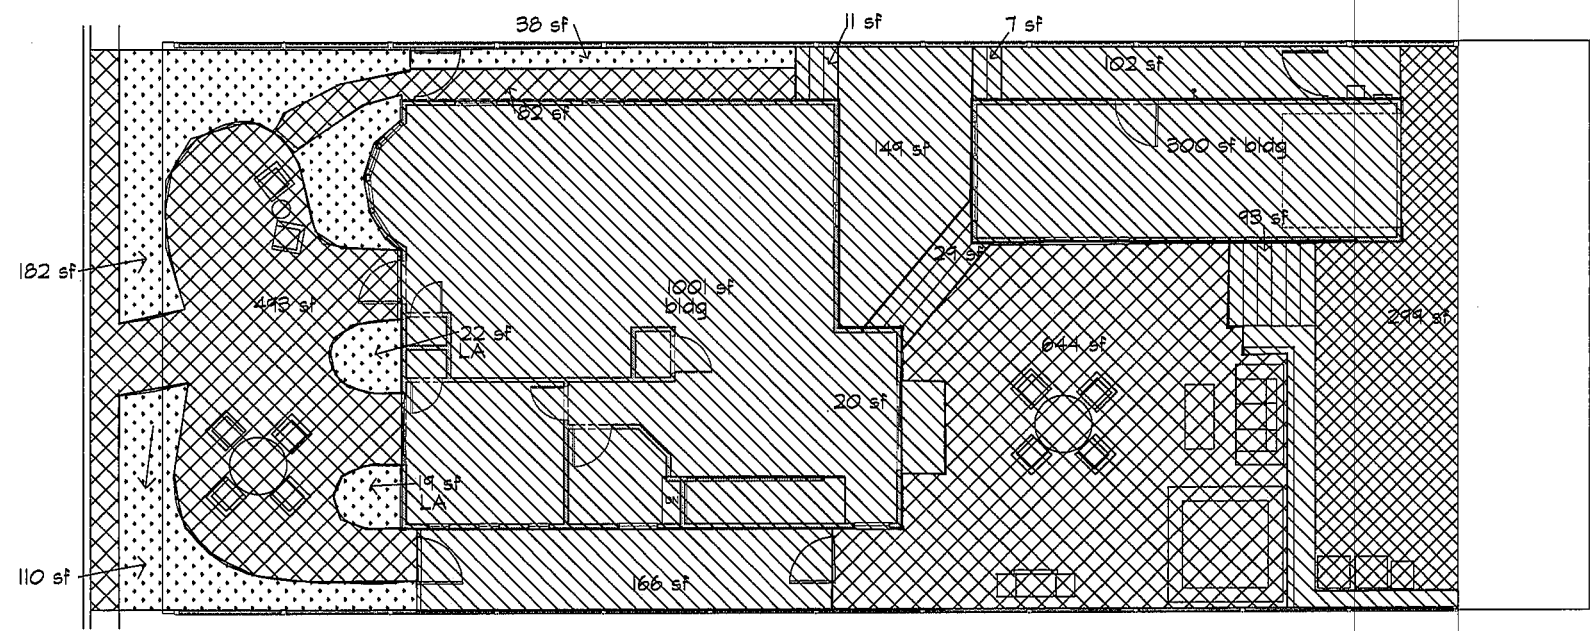 38 sf
11 sf
7 sf
102 sf
82 sf
149 sf
300 sf bldg
93 sf
29 sf
182 sf
493 sf
1001 sf
bldg
299 sf
22 sf
LA
644 sf
20 sf
19 sf
LA
DN
110 sf
166 sf